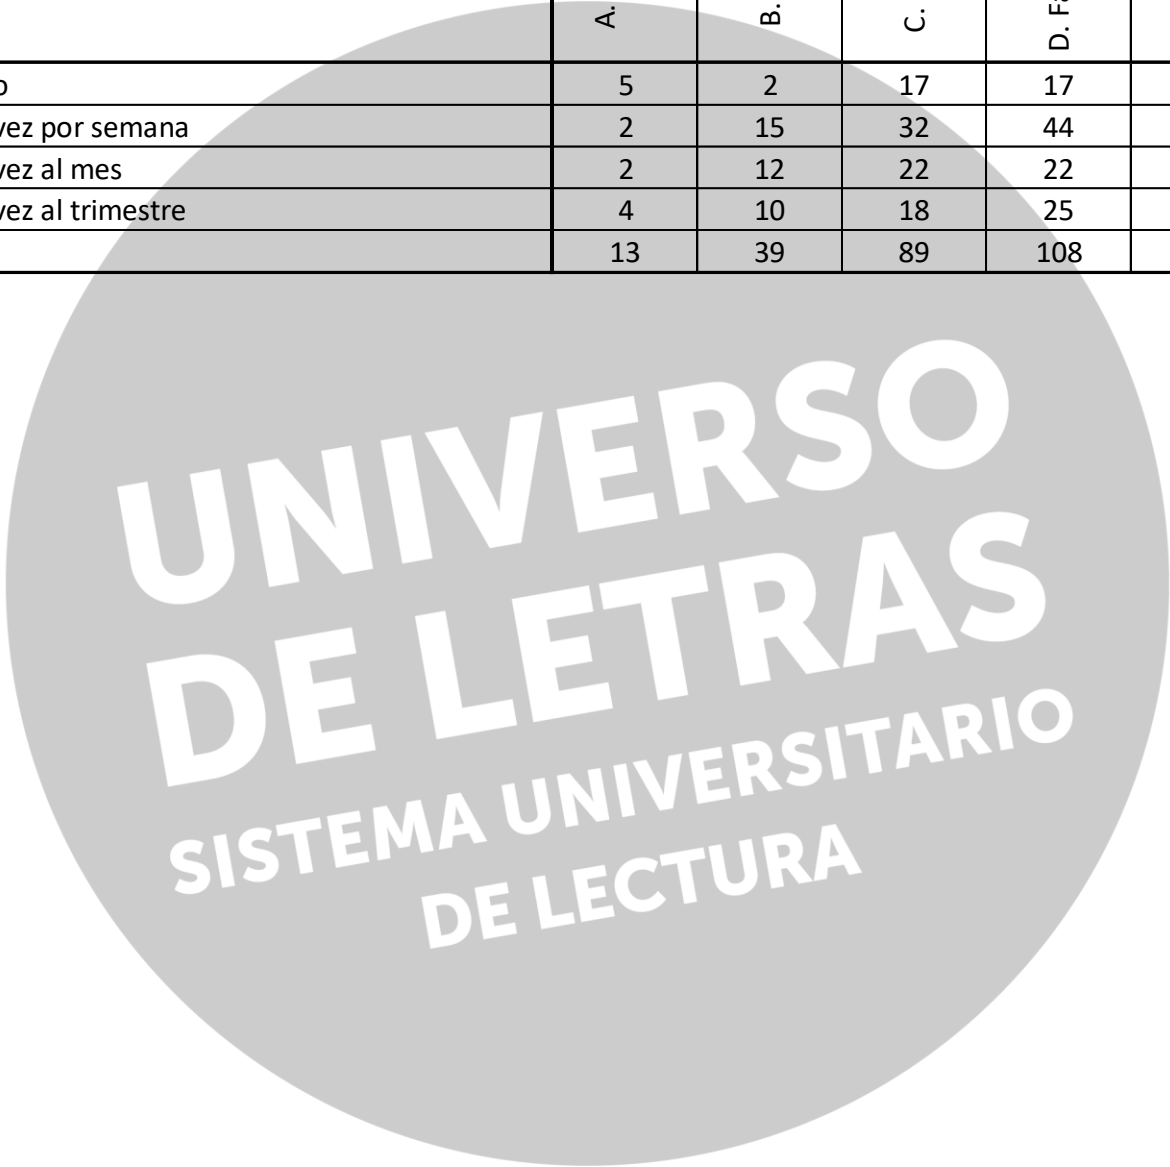 A. B. C. D. Fa
o 5 2 17 17
vez por semana 2 15 32 44
vez al mes 2 12 22 22
vez al trimestre 4 10 18 25
13 39 89 108
UNIVERSO
DE LETRAS
SISTEMA UNIVERSITARIO
DE LECTURA